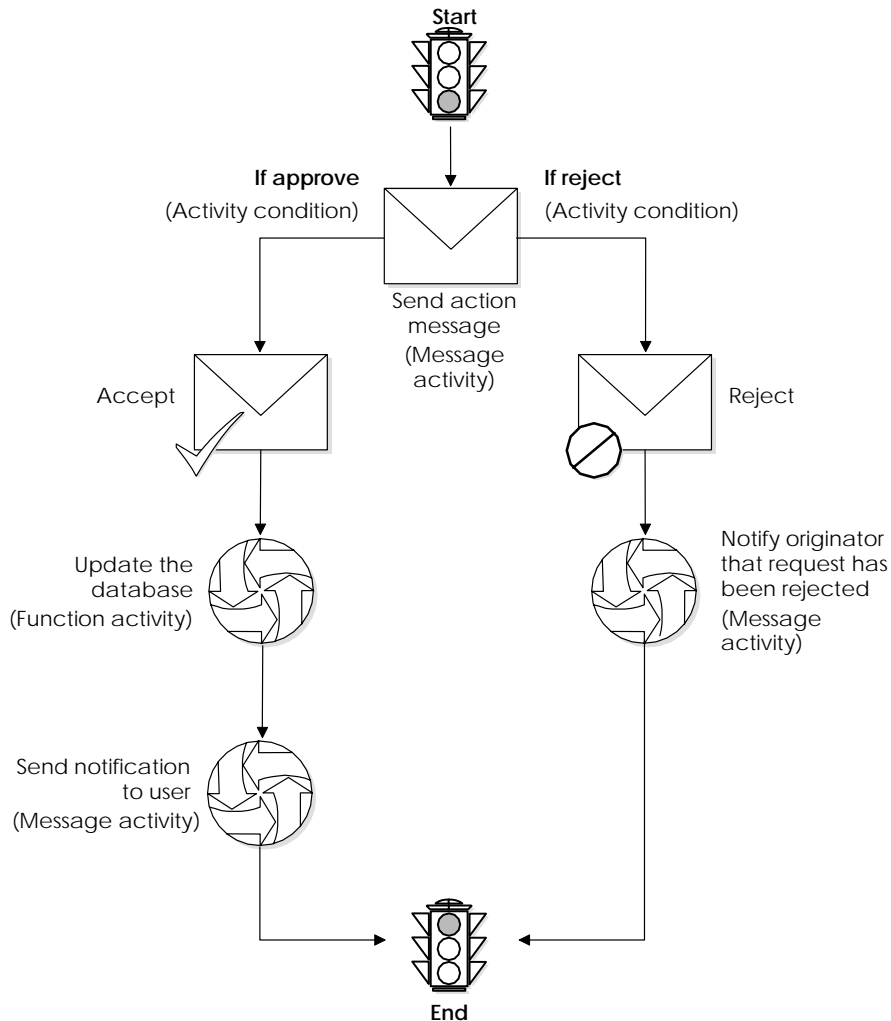 Start
If approve
(Activity condition)
If reject
(Activity condition)
Send action
message
(Message
activity)
Accept
Reject
Update the
database
(Function activity)
Notify originator
that request has
been rejected
(Message
activity)
Send notification
to user
(Message activity)
End